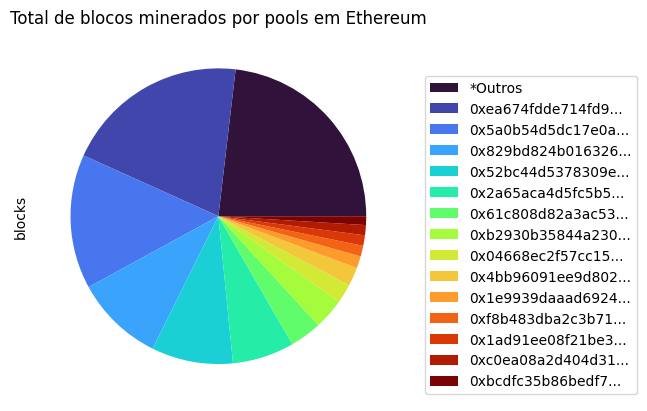 Total de blocos minerados por pools em Ethereum
blocks
*Outros
0xea674fdde714fd9...
0x5a0b54d5dc17e0a...
0x829bd824b016326...
0x52bc44d5378309e...
0x2a65aca4d5fc5b5...
0x61c808d82a3ac53...
0xb2930b35844a230...
0x04668ec2f57cc15...
0x4bb96091ee9d802...
0x1e9939daaad6924...
0xf8b483dba2c3b71...
0x1ad91ee08f21be3...
0xc0ea08a2d404d31...
0xbcdfc35b86bedf7...